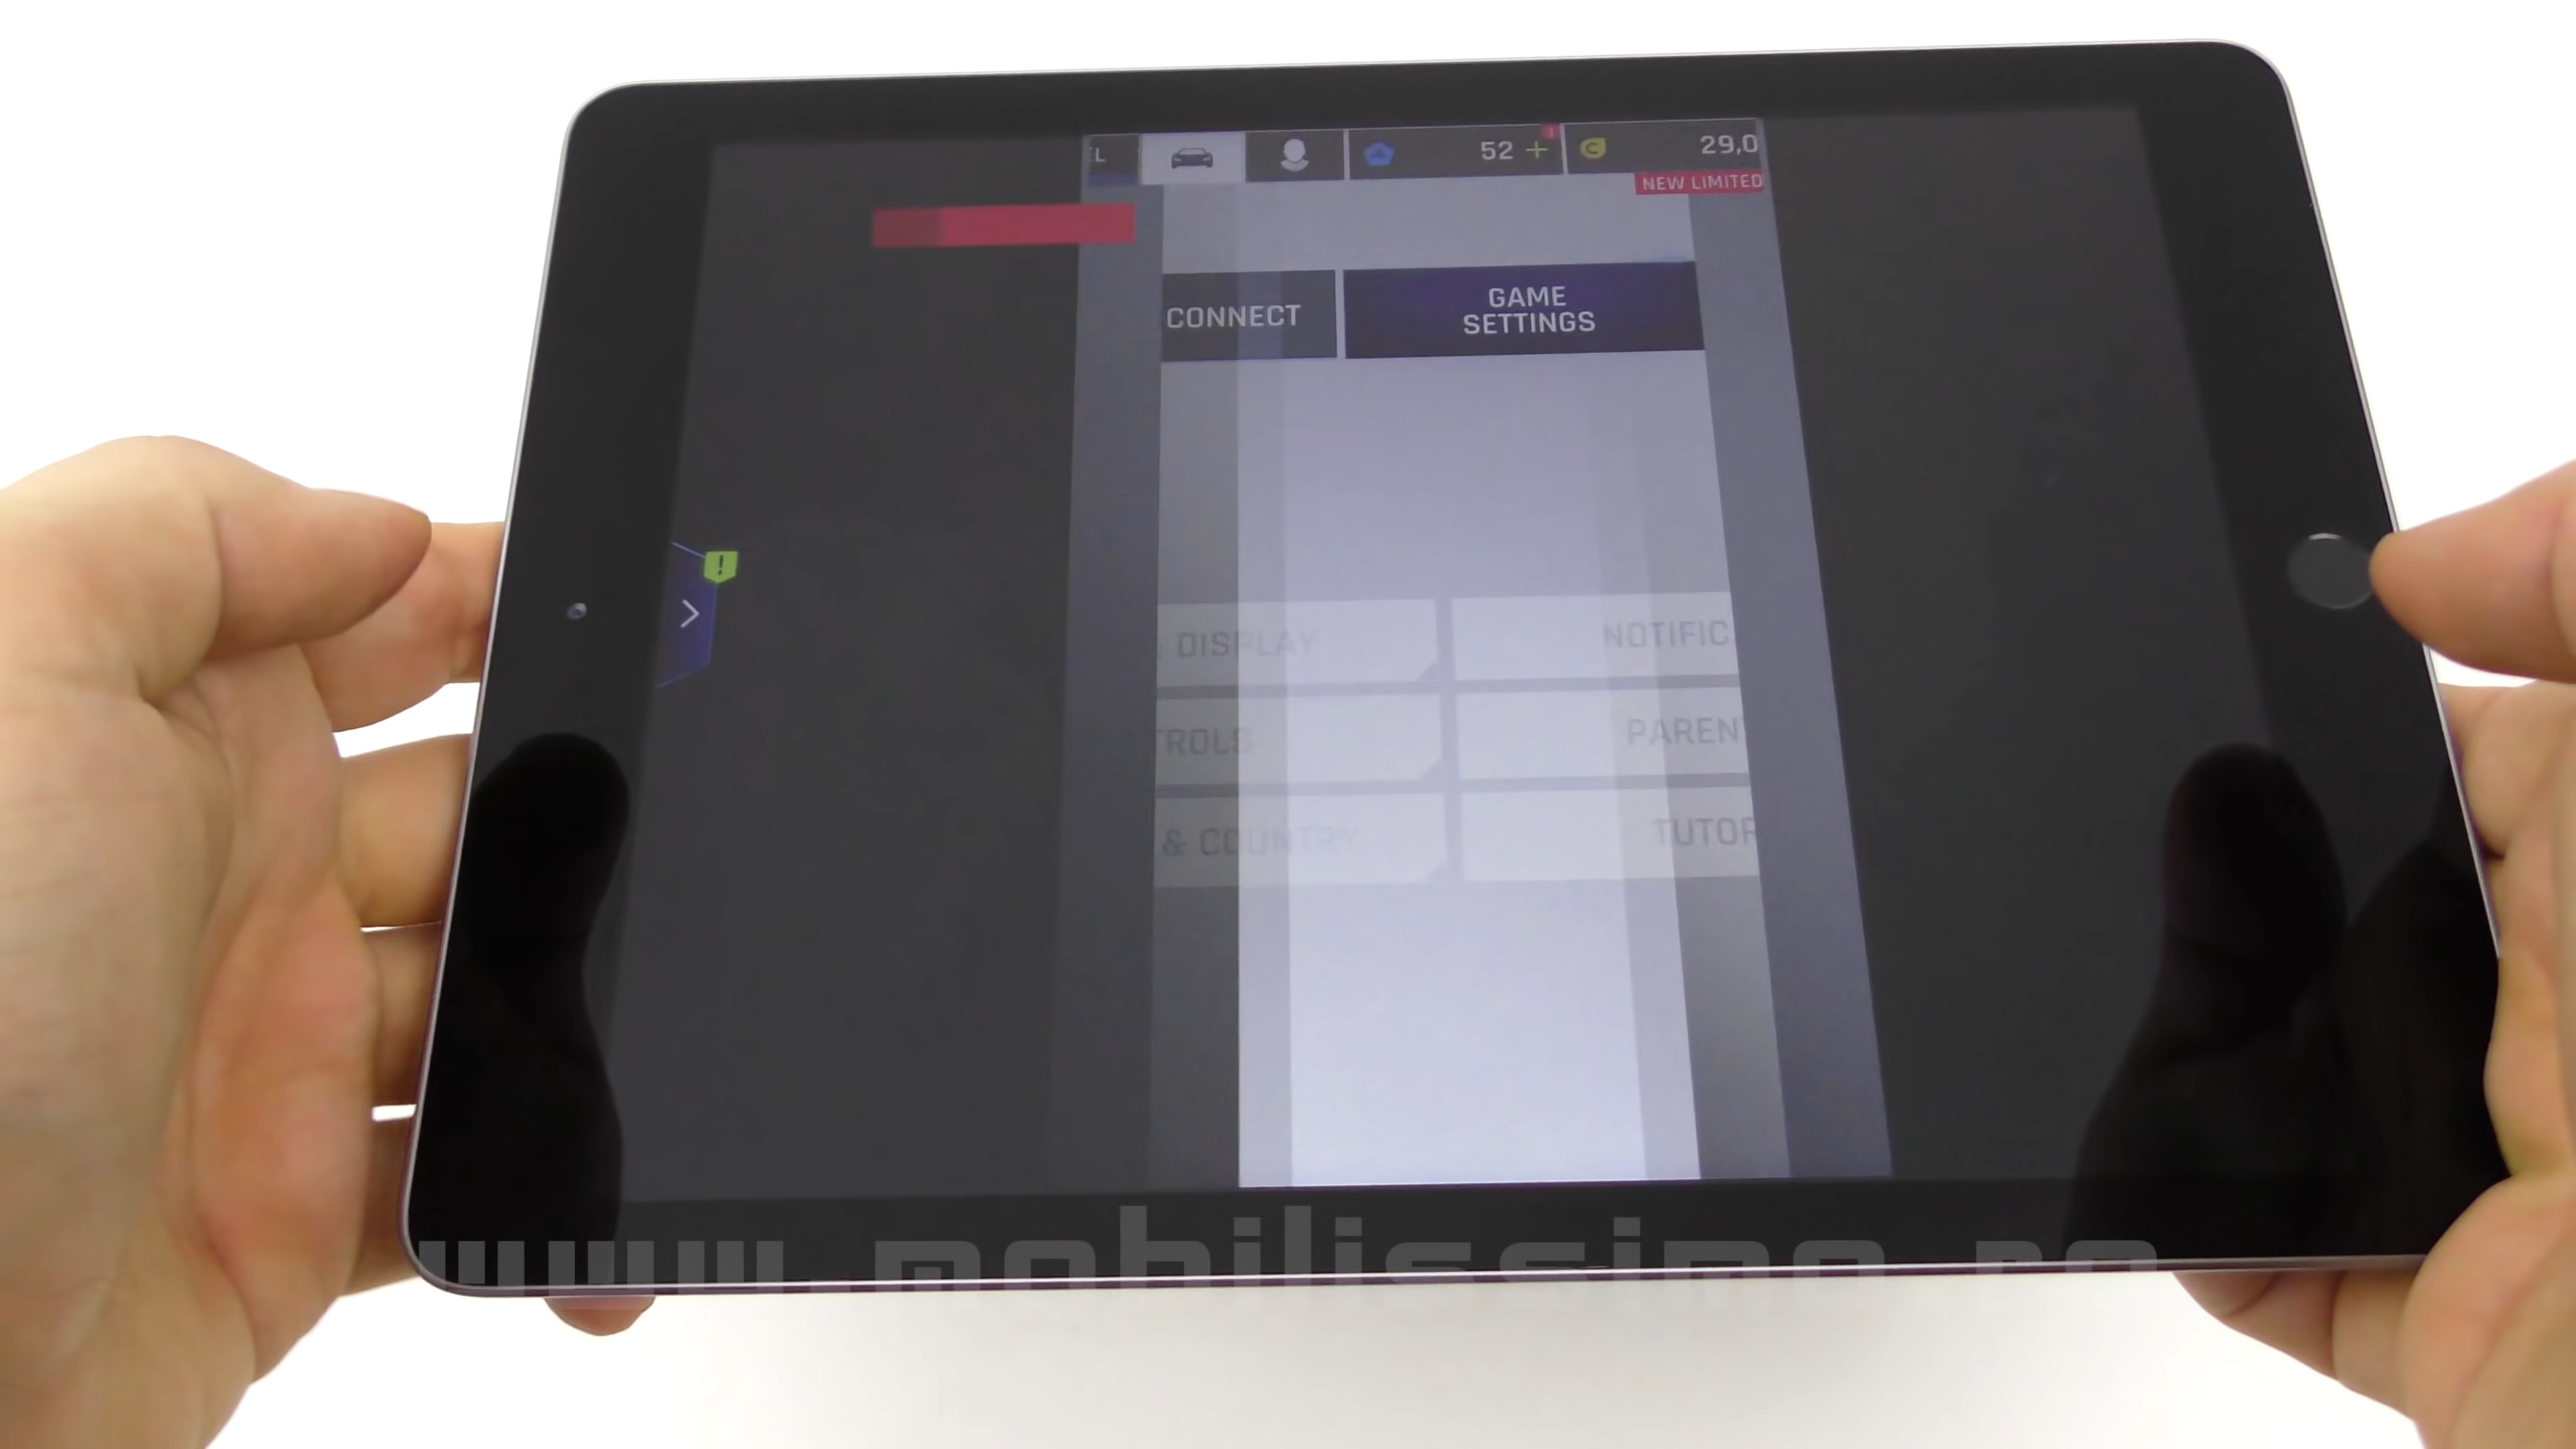 L
52 +
C
29,0
NEW LIMITED
CONNECT
GAME
SETTINGS
!
DISPLAY
NOTIFIC
TROLS
PAREN
& COUNTRY
TUTOR
www.mobilissimo.ro